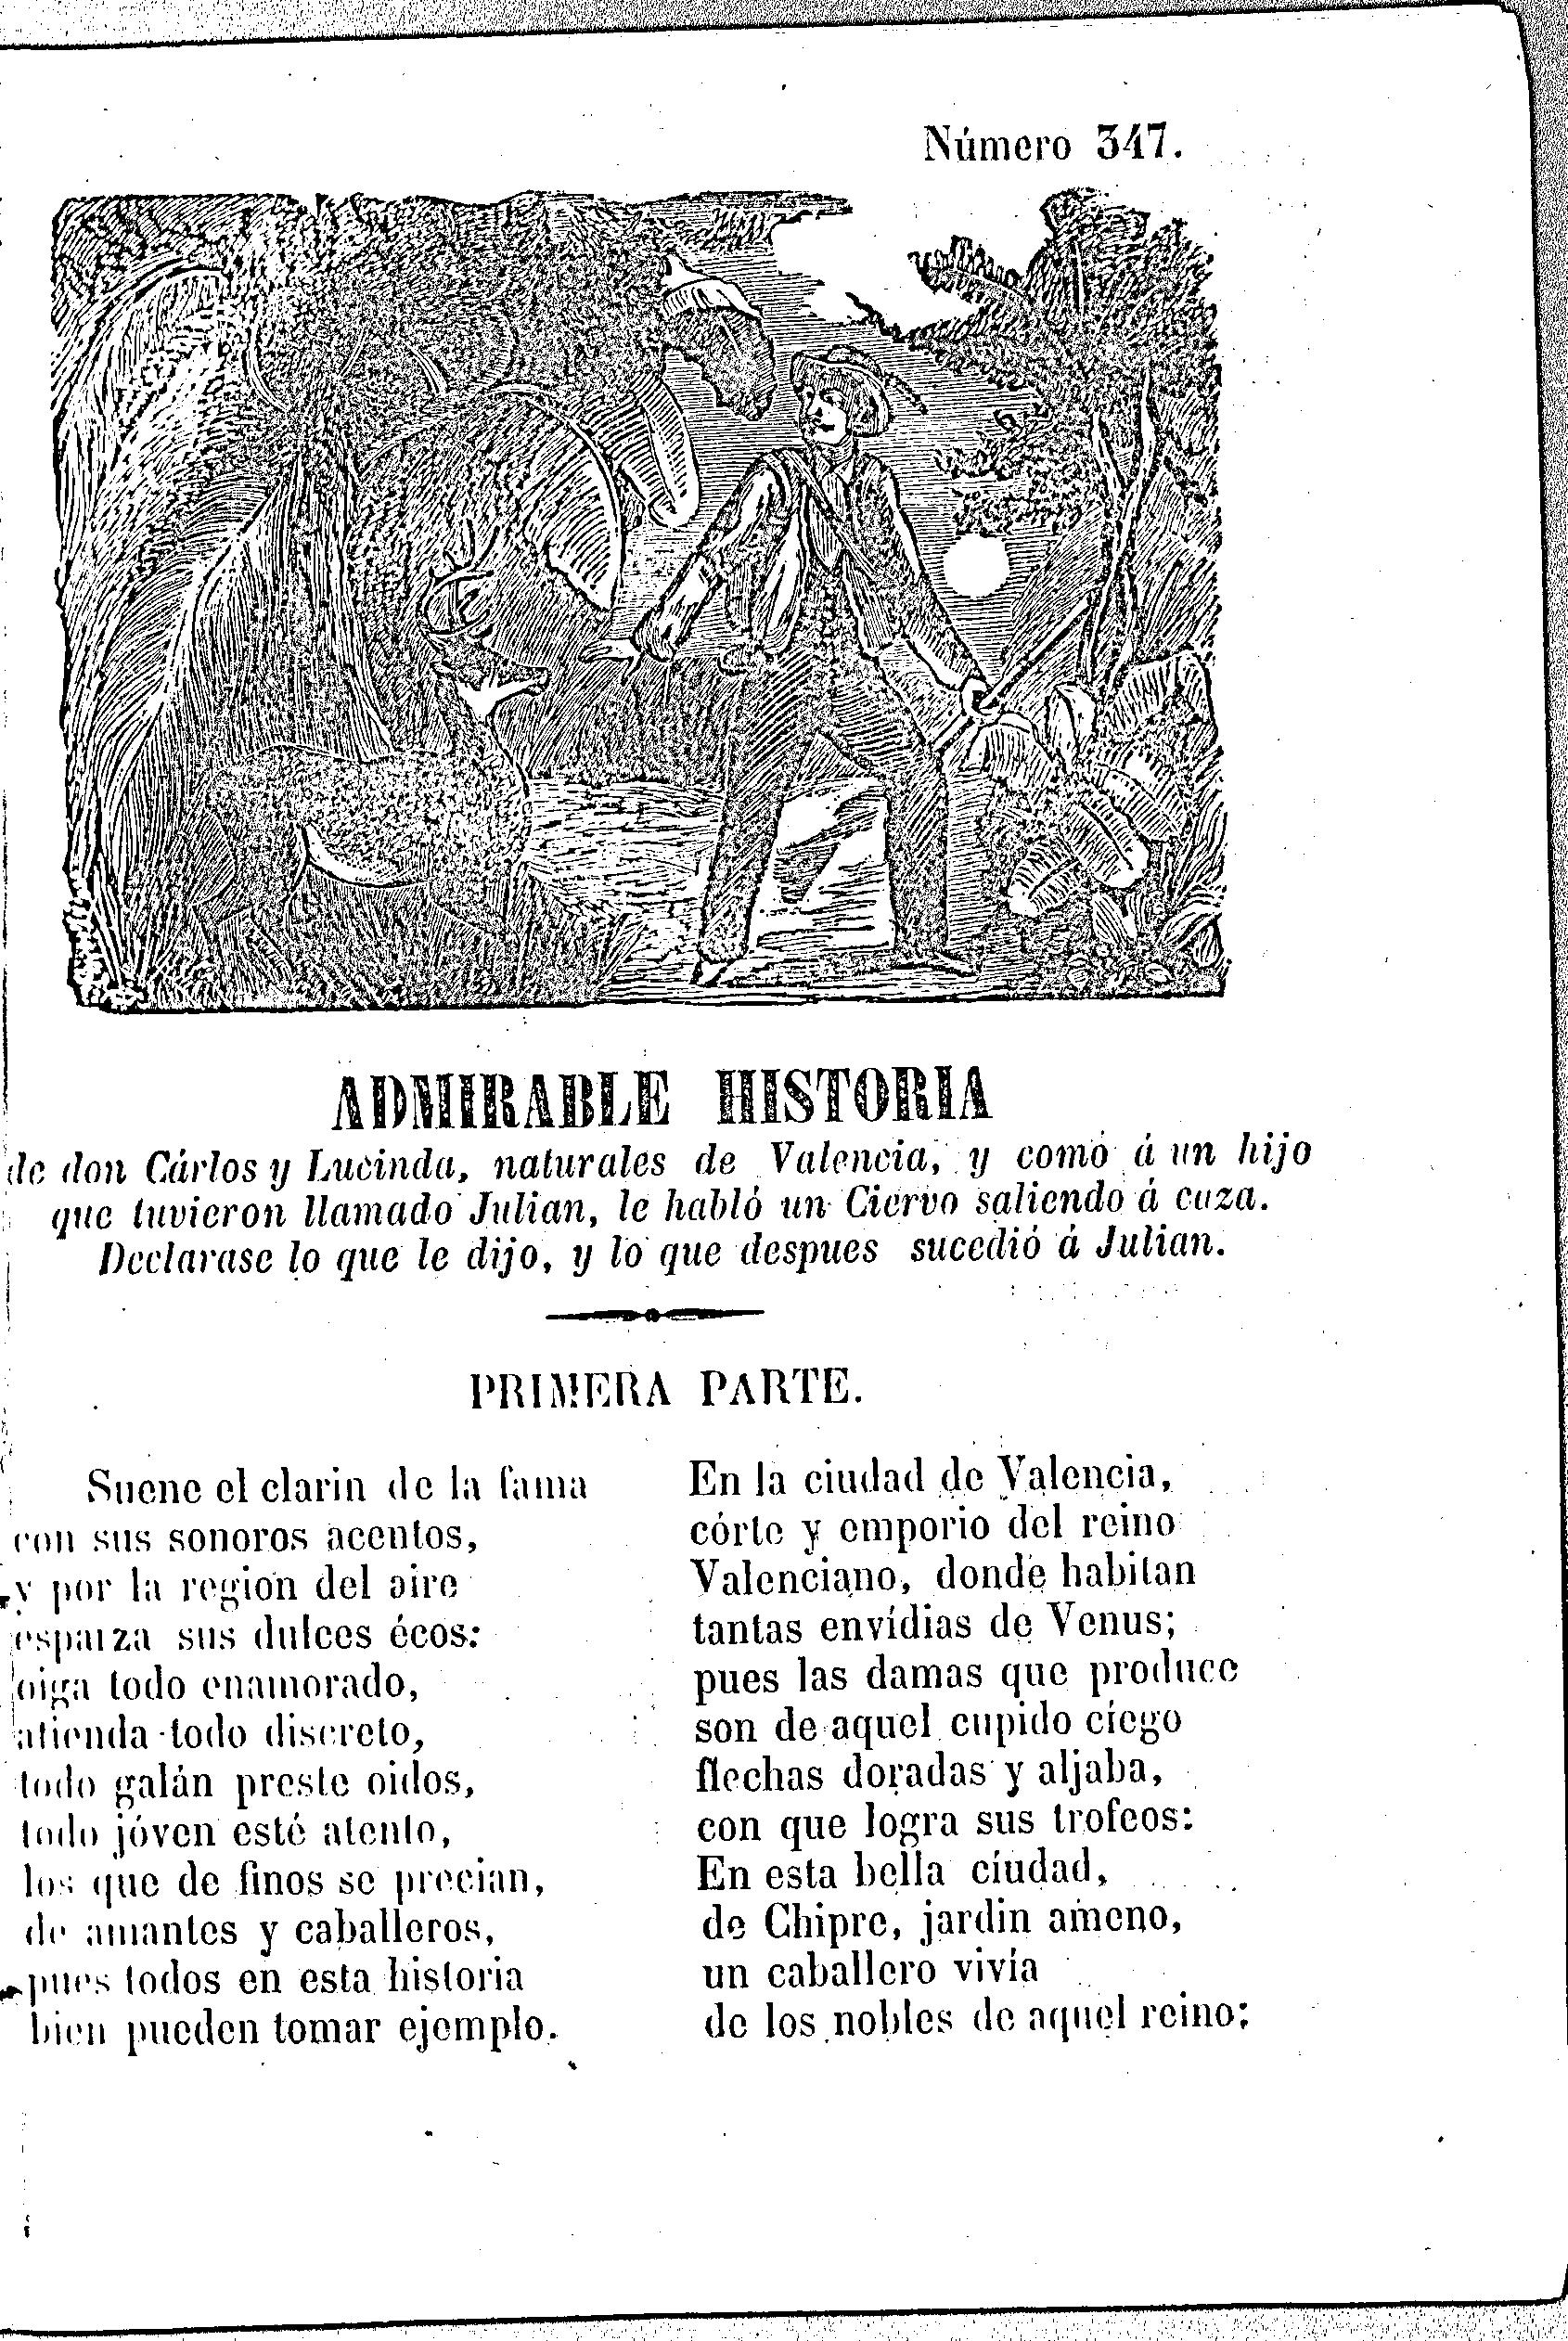 Número 347.
ADMIRABLE HISTORIA
de don Cárlos y Lucinda, naturales de Valencia, y como á un hijo
que tuvieron llamado Julian, le habló un Ciervo saliendo á caza.
Declarase lo que le dijo, y lo que despues sucedió á Julian.
PRIMERA PARTE.
Suene el clarin de la fama
con sus sonoros acentos,
y por la region del aire
esparza sus dulces écos:
oiga todo enamorado,
atienda todo discreto,
todo galán preste oidos,
todo jóven esté atento,
los que de finos se precian,
de amantes y caballeros,
pues todos en esta historia
bien pueden tomar ejemplo.
En la ciudad de Valencia,
córte y emporio del reino
Valenciano, donde habitan
tantas envídias de Venus;
pues las damas que produce
son de aquel cupido cíego
flechas doradas y aljaba,
con que logra sus trofeos:
En esta bella cíudad,
de Chipre, jardin ameno,
un caballero vivía
de los nobles de aquel reino;